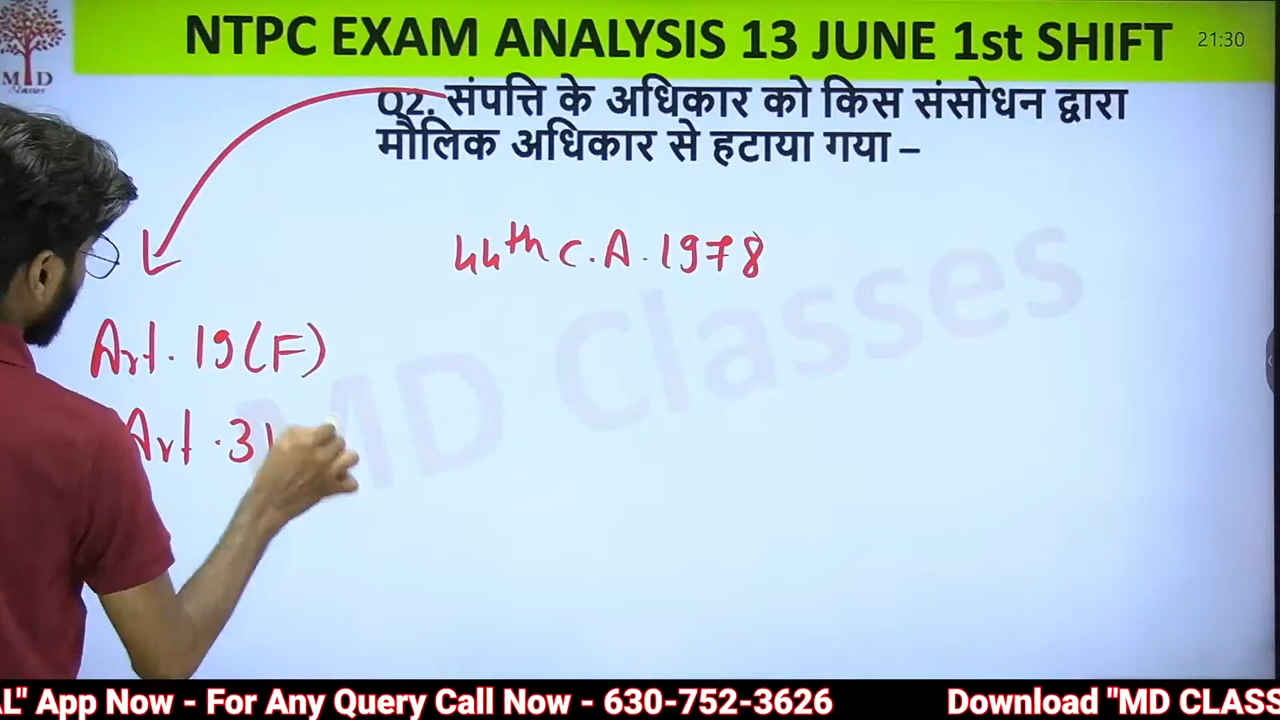 NTPC EXAM ANALYSIS 13 JUNE 1st SHIFT
21:30
MD
Classes
Q2. संपत्ति के अधिकार को किस संसोधन द्वारा
मौलिक अधिकार से हटाया गया –
44th C.A. 1978
Art. 19(F)
Art. 31
MD Classes
AL" App Now - For Any Query Call Now - 630-752-3626 Download "MD CLASS